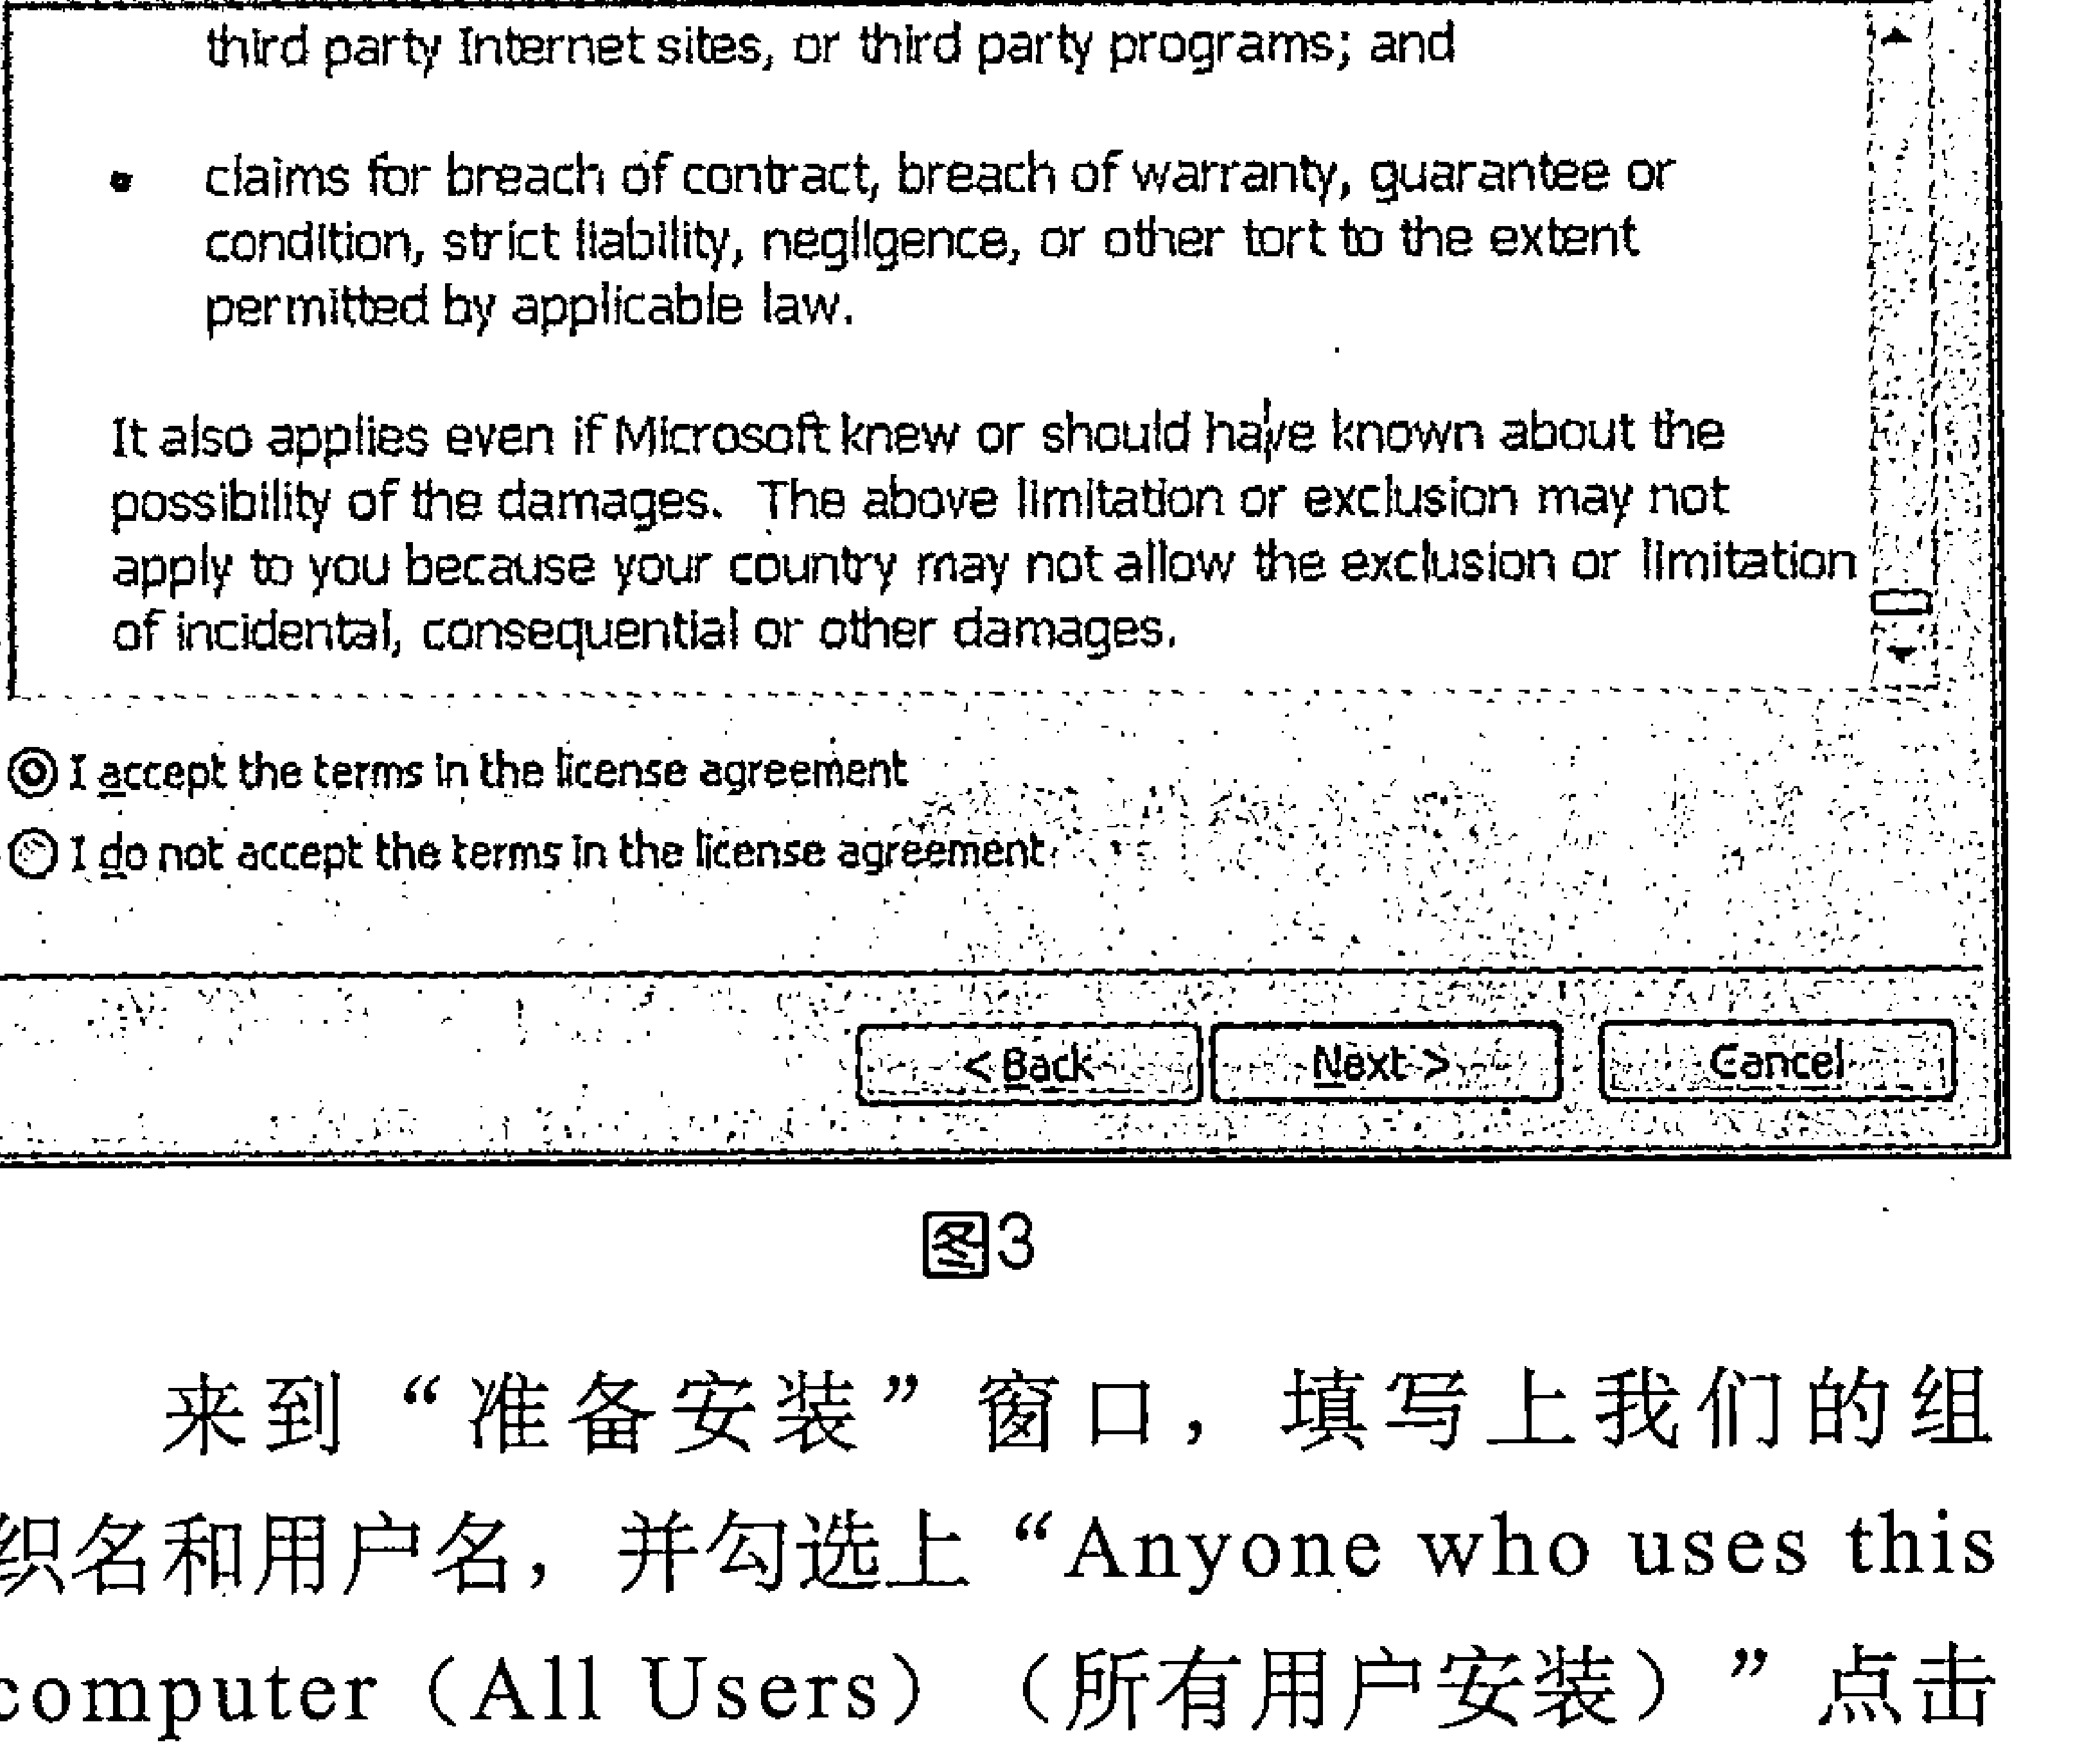 third party Internet sites, or third party programs; and
• claims for breach of contract, breach of warranty, guarantee or
condition, strict liability, negligence, or other tort to the extent
permitted by applicable law.
It also applies even if Microsoft knew or should have known about the
possibility of the damages.  The above limitation or exclusion may not
apply to you because your country may not allow the exclusion or limitation
of incidental, consequential or other damages.
I accept the terms in the license agreement
I do not accept the terms in the license agreement
< Back Next > Cancel
图3
来到“准备安装”窗口，填写上我们的组
织名和用户名，并勾选上“Anyone who uses this
computer（All Users）（所有用户安装）”点击